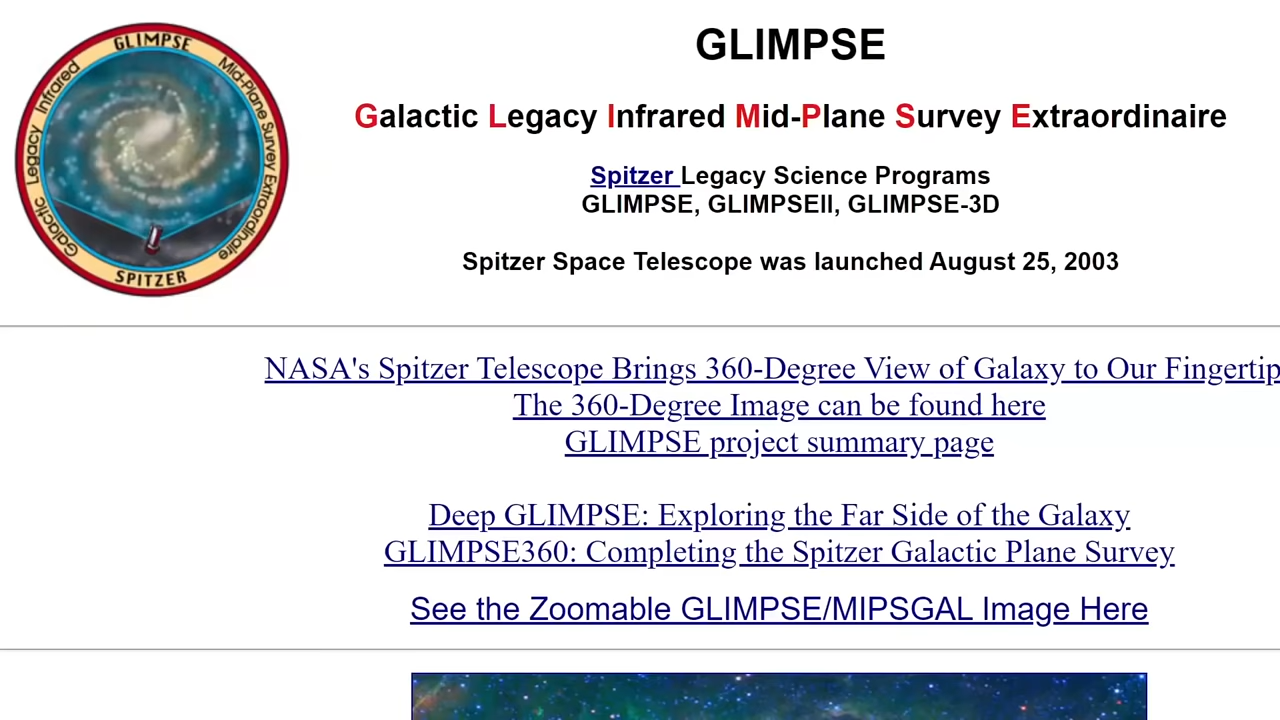 GLIMPSE
Galactic Legacy Infrared Mid-Plane Survey Extraordinaire
SPITZER
GLIMPSE
Galactic Legacy Infrared Mid-Plane Survey Extraordinaire
Spitzer Legacy Science Programs
GLIMPSE, GLIMPSEII, GLIMPSE-3D
Spitzer Space Telescope was launched August 25, 2003
NASA's Spitzer Telescope Brings 360-Degree View of Galaxy to Our Fingertip
The 360-Degree Image can be found here
GLIMPSE project summary page
Deep GLIMPSE: Exploring the Far Side of the Galaxy
GLIMPSE360: Completing the Spitzer Galactic Plane Survey
See the Zoomable GLIMPSE/MIPSGAL Image Here